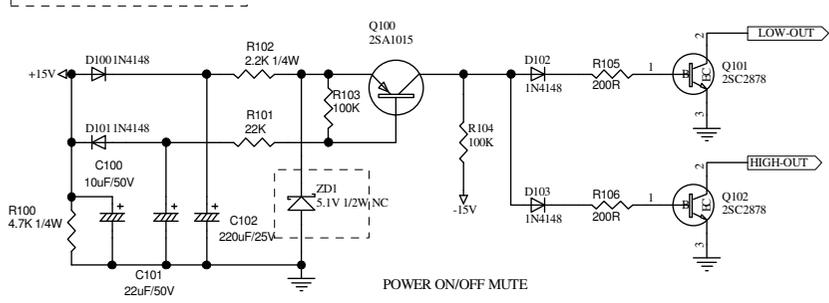 Q100
2SA1015
LOW-OUT
D100 1N4148
R102
2.2K 1/4W
+15V
D102
1N4148
R105
200R
1
2
B
E
C
Q101
2SC2878
3
R103
100K
D101 1N4148
R101
22K
R104
100K
C100
10uF/50V
HIGH-OUT
ZD1
5.1V 1/2W NC
-15V
D103
1N4148
R106
200R
1
2
B
E
C
Q102
2SC2878
3
R100
4.7K 1/4W
+
+
+
C102
220uF/25V
C101
22uF/50V
POWER ON/OFF MUTE